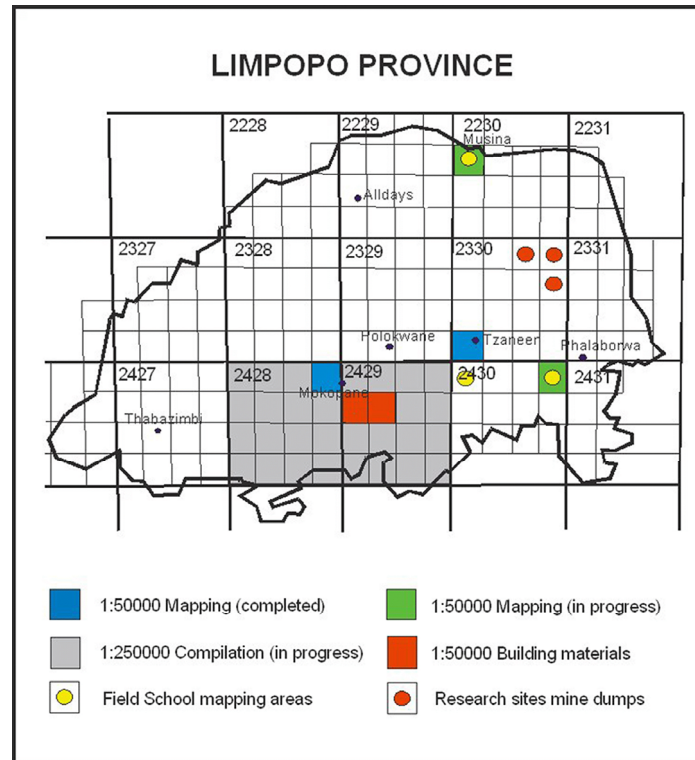 LIMPOPO PROVINCE
2228
2229
2230
2231
Musina
Alldays
2327
2328
2329
2330
2331
Polokwane
Tzaneen
Phalaborwa
2427
2428
2429
2430
2431
Mokopane
Thabazimbi
1:50000 Mapping (completed)
1:50000 Mapping (in progress)
1:250000 Compilation (in progress)
1:50000 Building materials
Field School mapping areas
Research sites mine dumps